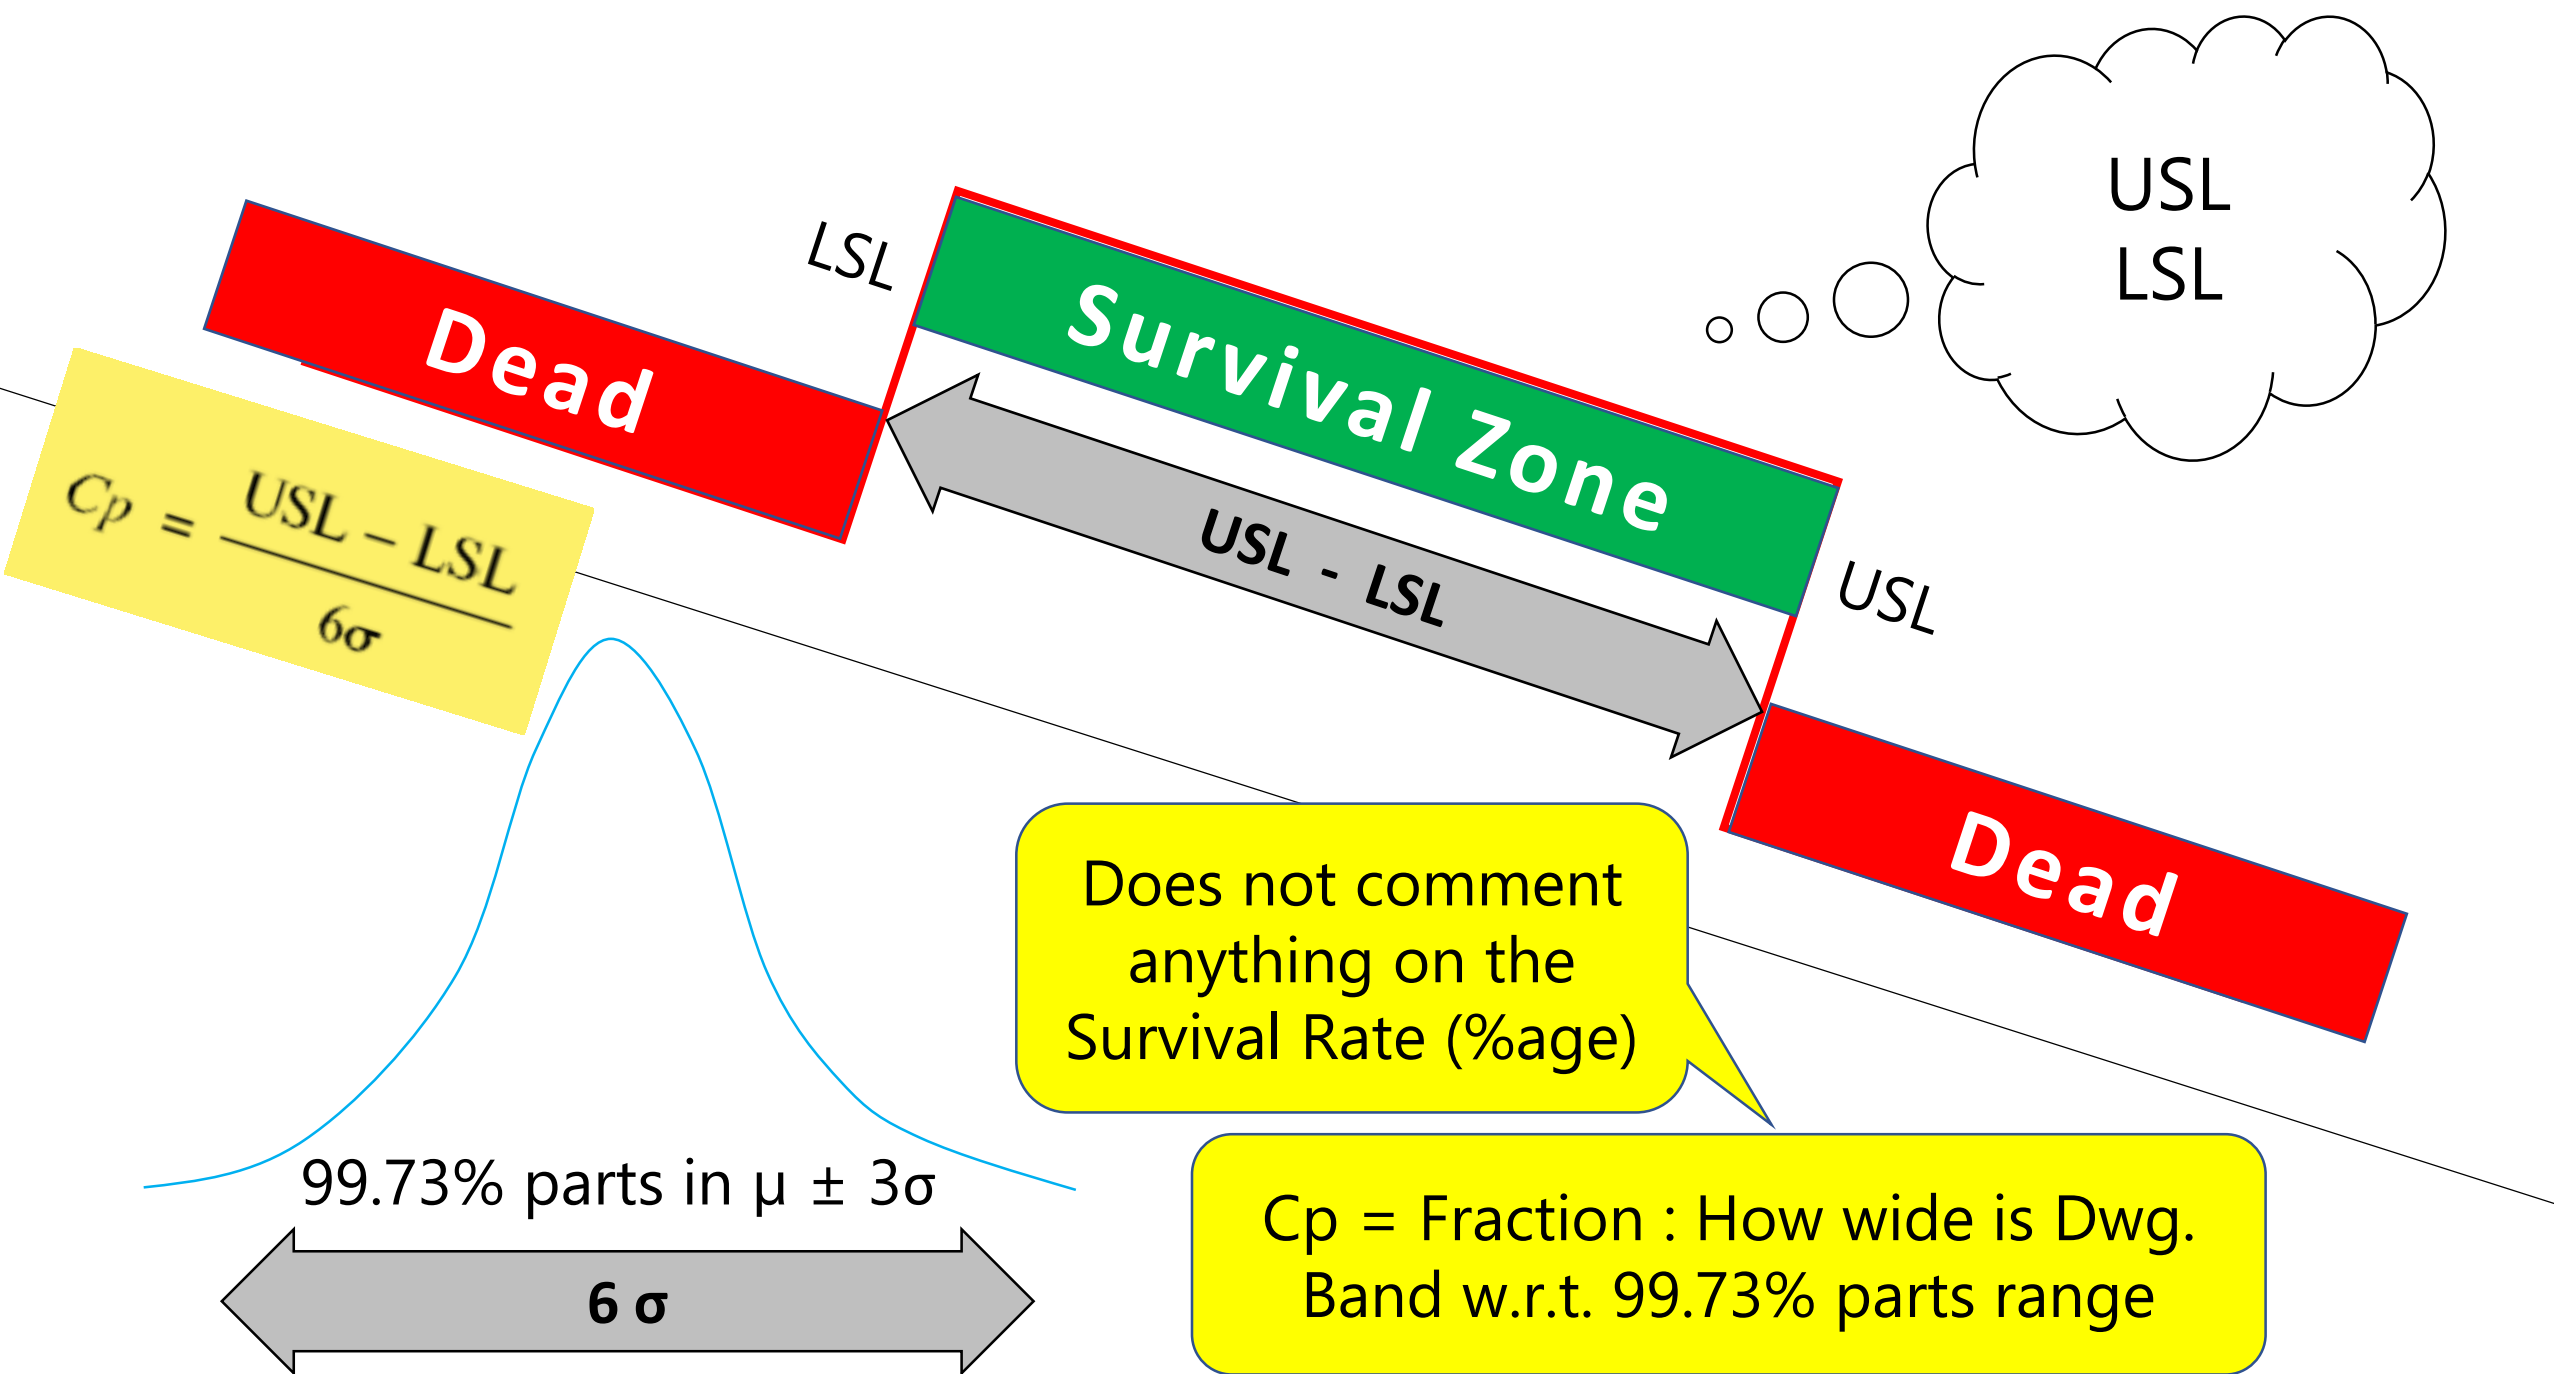 USL
LSL
LSL
Survival Zone
Dead
Cp = USL – LSL
6σ
USL - LSL
USL
Dead
Does not comment
anything on the
Survival Rate (%age)
99.73% parts in µ ± 3σ
6 σ
Cp = Fraction : How wide is Dwg.
Band w.r.t. 99.73% parts range